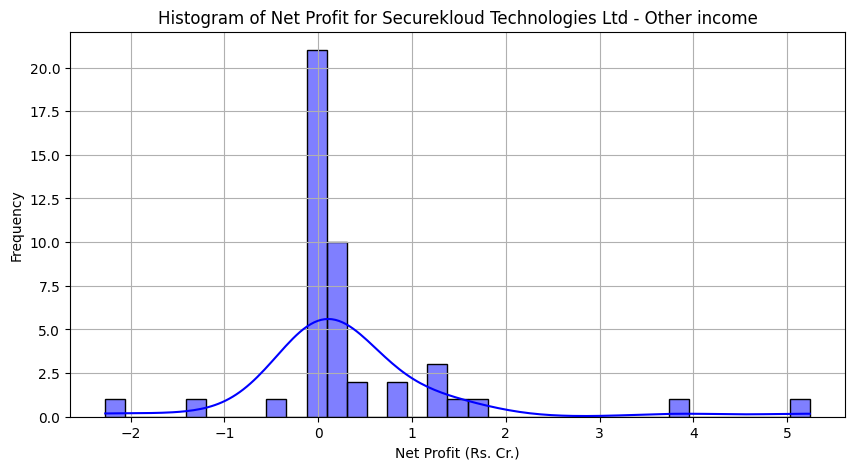 Histogram of Net Profit for Securekloud Technologies Ltd - Other income
Frequency
20.0
17.5
15.0
12.5
10.0
7.5
5.0
2.5
0.0
−2 −1 0 1 2 3 4 5
Net Profit (Rs. Cr.)